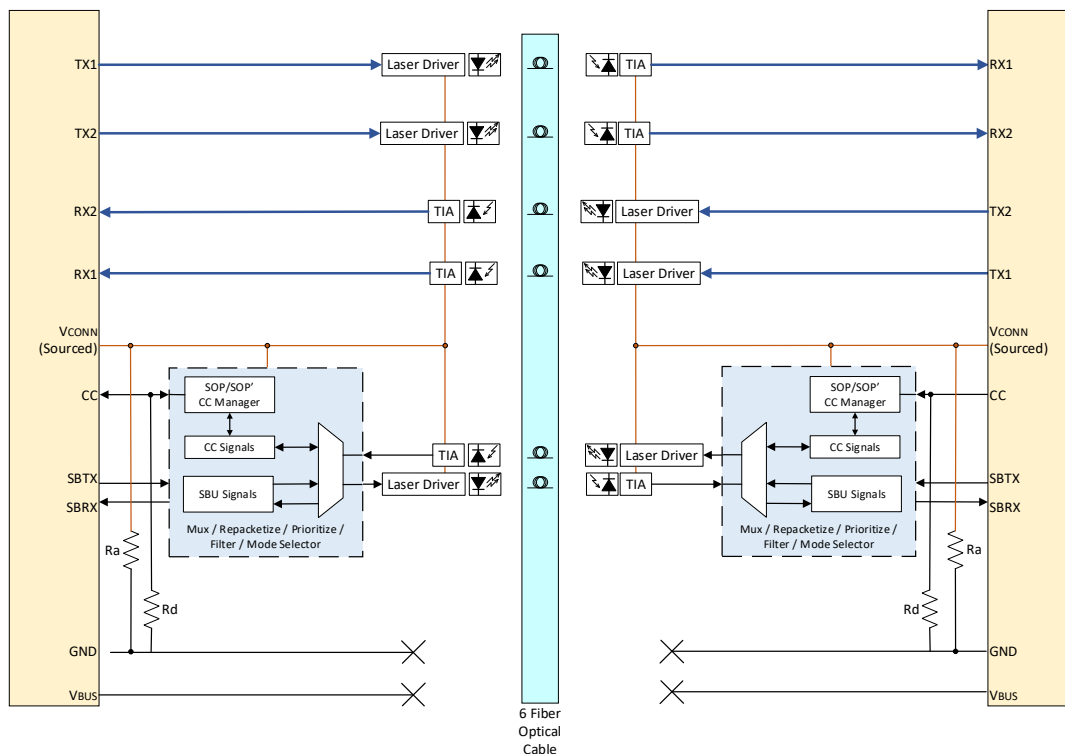 TX1
Laser Driver
TIA
RX1
TX2
Laser Driver
TIA
RX2
RX2
TIA
Laser Driver
TX2
RX1
TIA
Laser Driver
TX1
VCONN
(Sourced)
VCONN
(Sourced)
CC
SOP/SOP'
CC Manager
SOP/SOP'
CC Manager
CC
CC Signals
TIA
Laser Driver
CC Signals
SBTX
SBRX
SBU Signals
Laser Driver
TIA
SBU Signals
SBTX
SBRX
Mux / Repacketize / Prioritize /
Filter / Mode Selector
Mux / Repacketize / Prioritize /
Filter / Mode Selector
Ra
Ra
Rd
Rd
GND
GND
VBUS
VBUS
6 Fiber
Optical
Cable